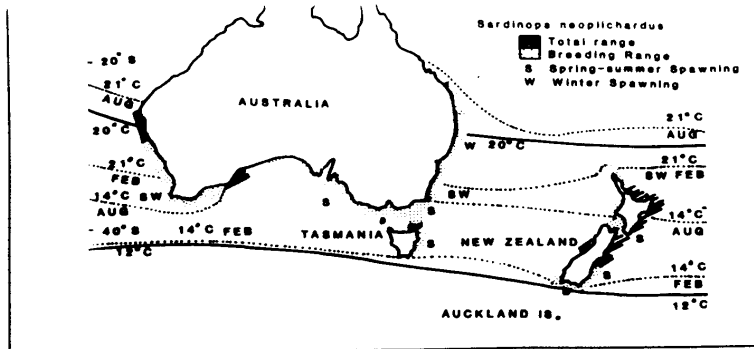 Sardinops neopilchardus
Total range
Breeding Range
S Spring-summer Spawning
W Winter Spawning
20°S
21°C
AUG
AUSTRALIA
20°C
21°C
AUG
W 20°C
21°C
FEB
21°C
SW FEB
14°C SW
AUG
SW
S
S
S
14°C
AUG
40°S
14°C FEB
12°C
TASMANIA
S
NEW ZEALAND
S
14°C
FEB
S
12°C
AUCKLAND IS.